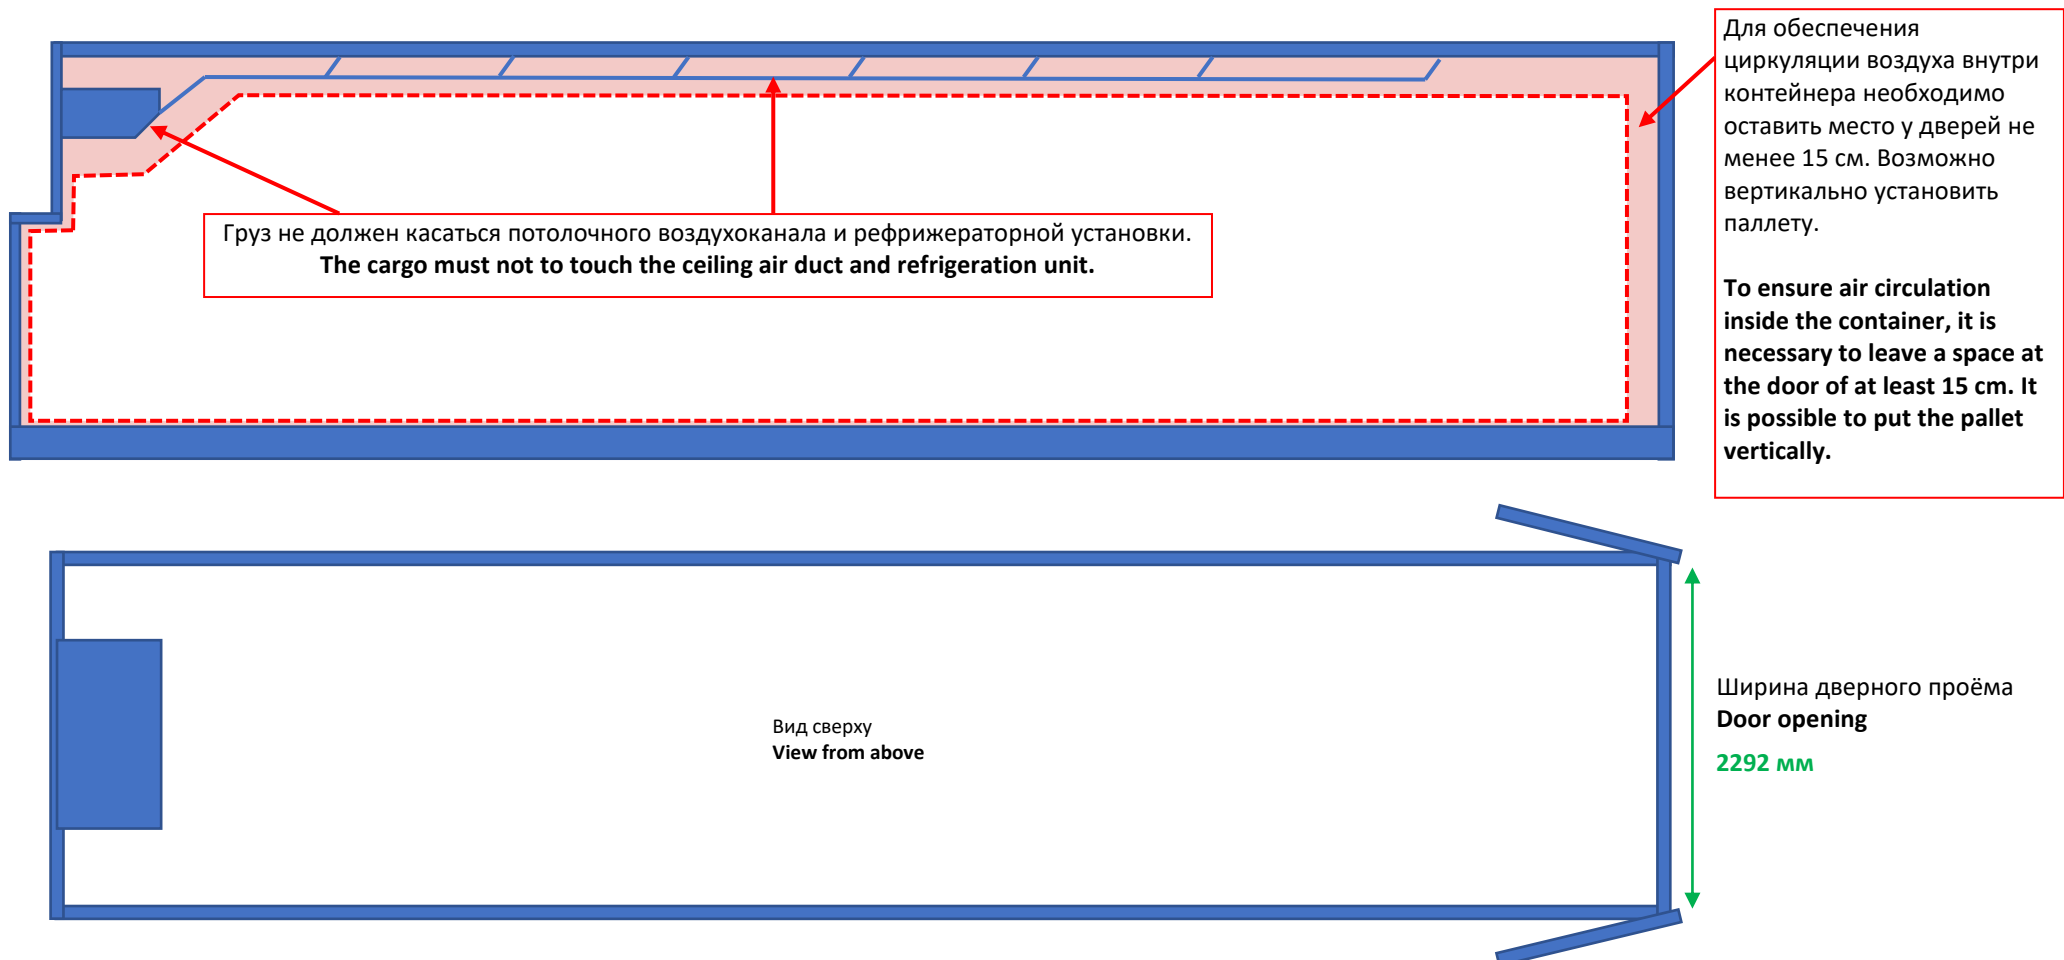 Для обеспечения
циркуляции воздуха внутри
контейнера необходимо
оставить место у дверей не
менее 15 см. Возможно
вертикально установить
паллету.
To ensure air circulation
inside the container, it is
necessary to leave a space at
the door of at least 15 cm. It
is possible to put the pallet
vertically.
Груз не должен касаться потолочного воздухоканала и рефрижераторной установки.
The cargo must not to touch the ceiling air duct and refrigeration unit.
Вид сверху
View from above
Ширина дверного проёма
Door opening
2292 мм